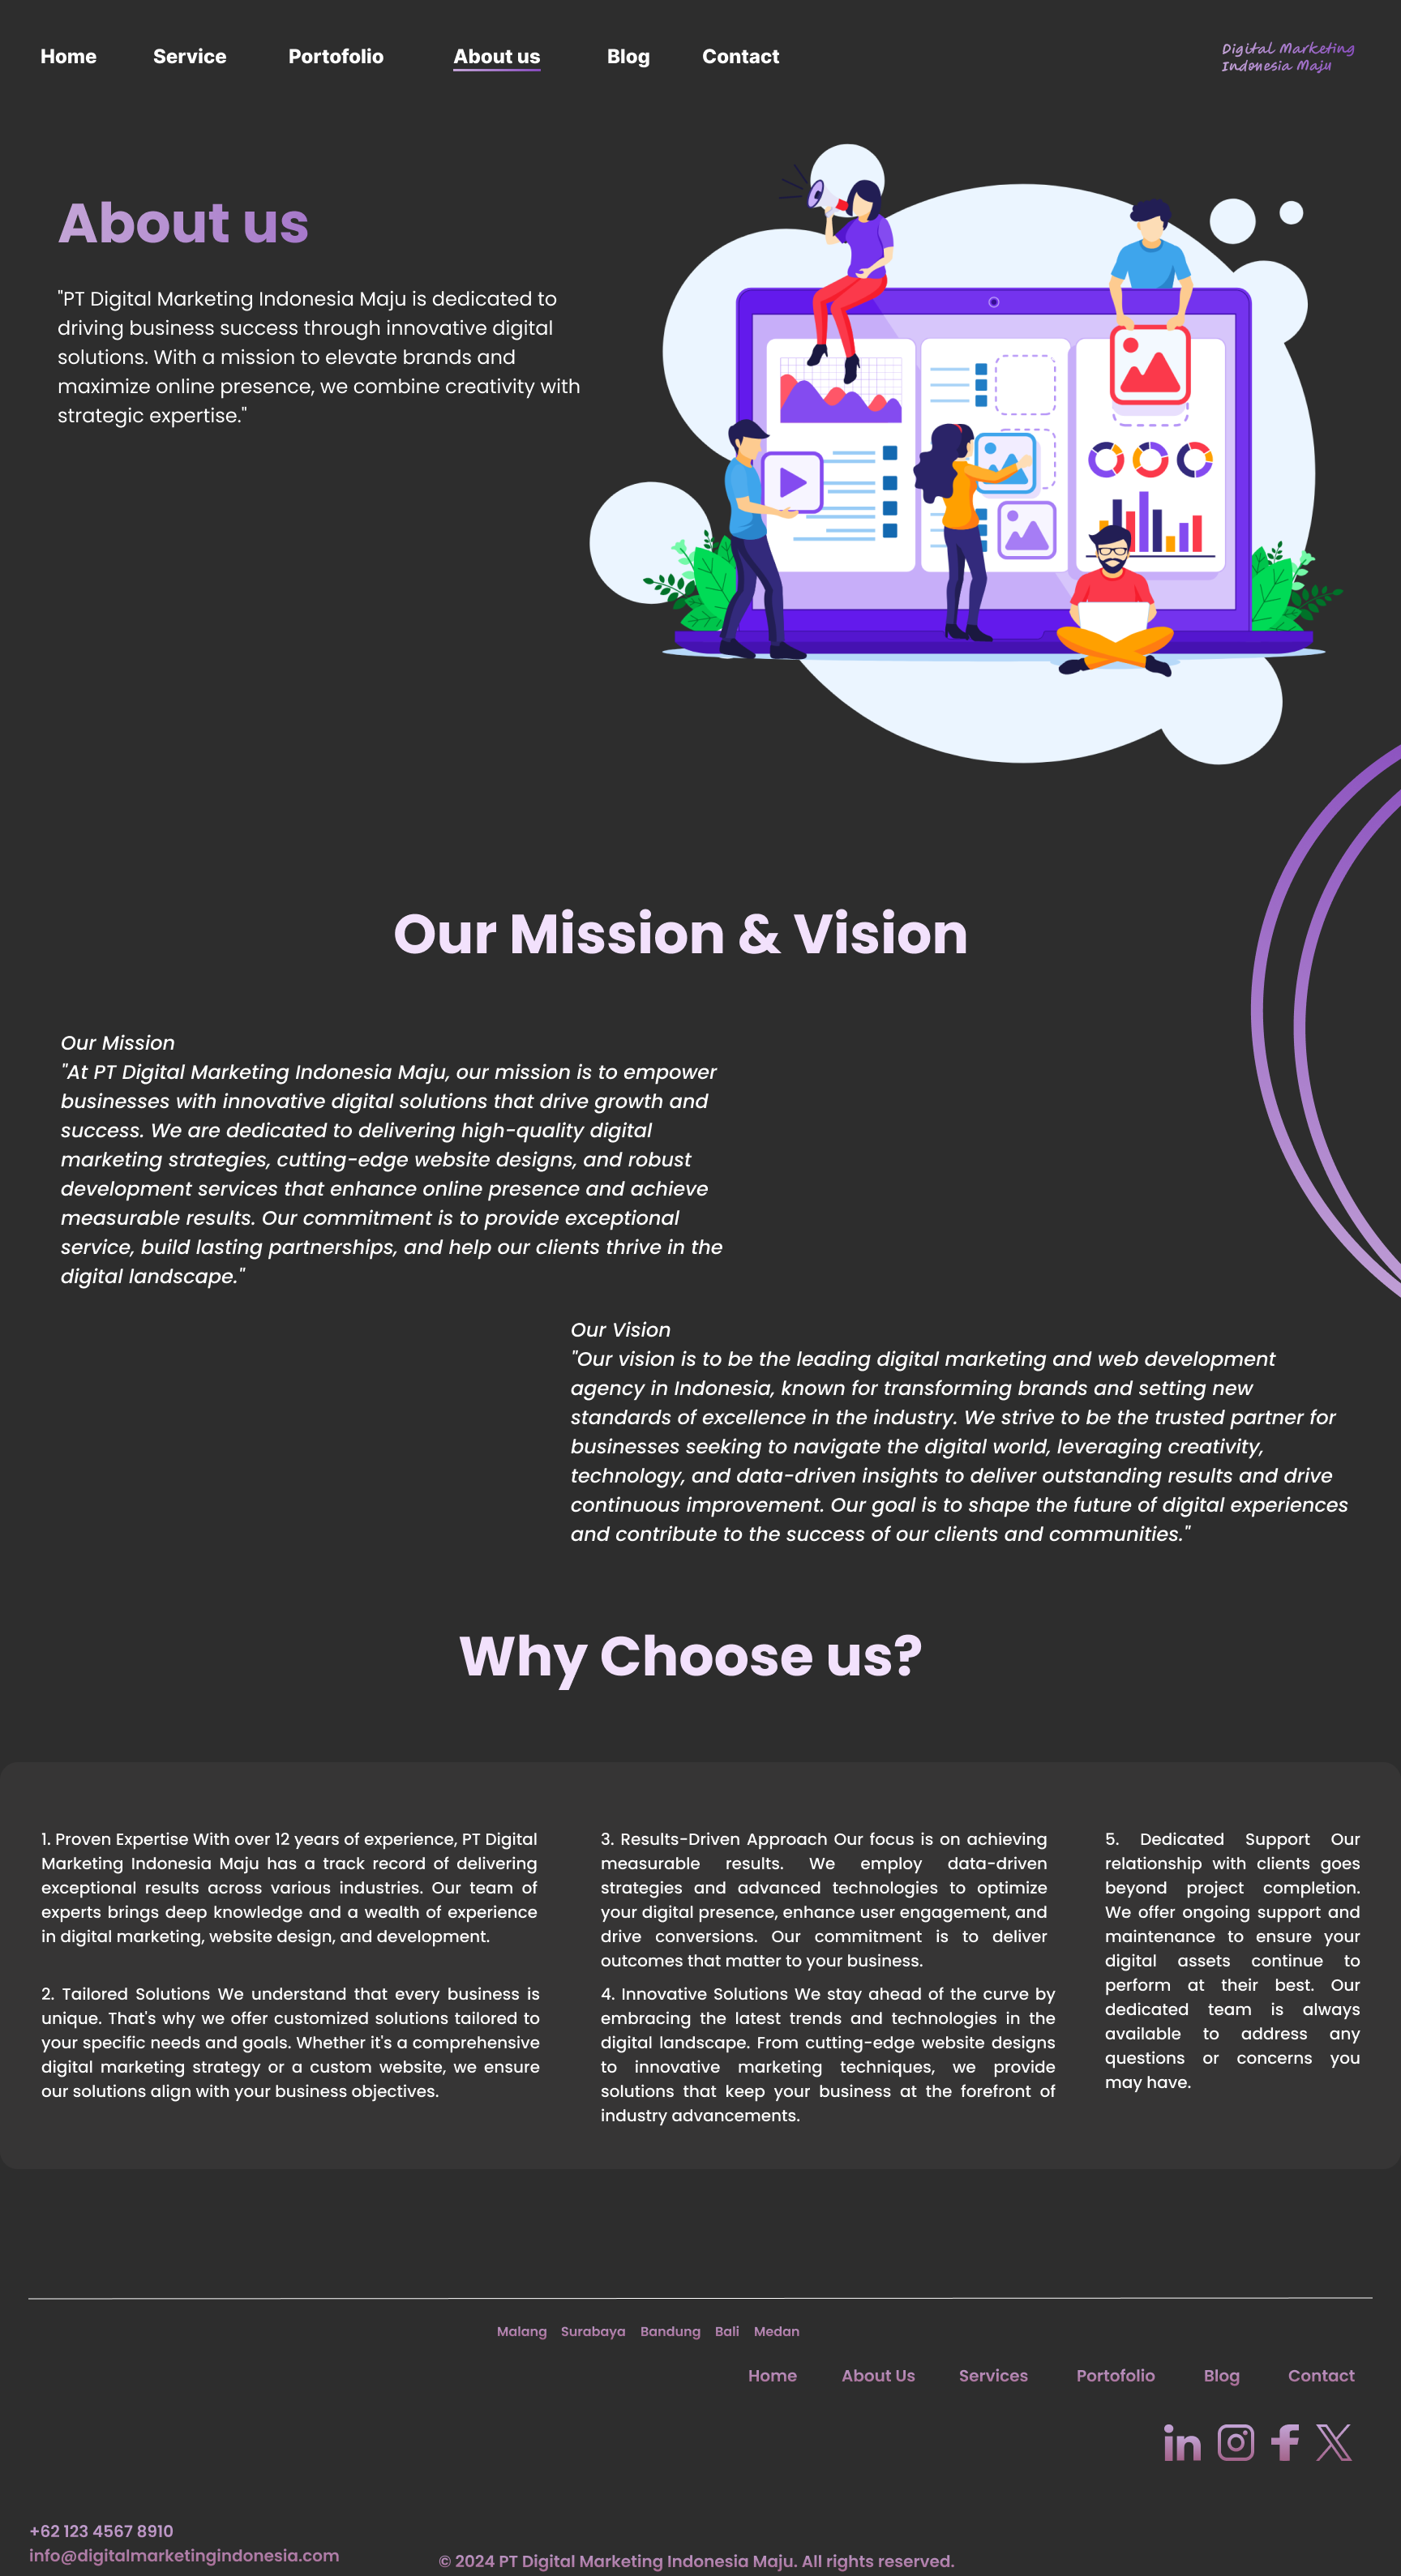 Home Service Portofolio About us Blog Contact
Digital Marketing
Indonesia Maju
About us
"PT Digital Marketing Indonesia Maju is dedicated to
driving business success through innovative digital
solutions. With a mission to elevate brands and
maximize online presence, we combine creativity with
strategic expertise."
Our Mission & Vision
Our Mission
"At PT Digital Marketing Indonesia Maju, our mission is to empower
businesses with innovative digital solutions that drive growth and
success. We are dedicated to delivering high-quality digital
marketing strategies, cutting-edge website designs, and robust
development services that enhance online presence and achieve
measurable results. Our commitment is to provide exceptional
service, build lasting partnerships, and help our clients thrive in the
digital landscape."
Our Vision
"Our vision is to be the leading digital marketing and web development
agency in Indonesia, known for transforming brands and setting new
standards of excellence in the industry. We strive to be the trusted partner for
businesses seeking to navigate the digital world, leveraging creativity,
technology, and data-driven insights to deliver outstanding results and drive
continuous improvement. Our goal is to shape the future of digital experiences
and contribute to the success of our clients and communities."
Why Choose us?
1. Proven Expertise With over 12 years of experience, PT Digital
Marketing Indonesia Maju has a track record of delivering
exceptional results across various industries. Our team of
experts brings deep knowledge and a wealth of experience
in digital marketing, website design, and development.
2. Tailored Solutions We understand that every business is
unique. That's why we offer customized solutions tailored to
your specific needs and goals. Whether it's a comprehensive
digital marketing strategy or a custom website, we ensure
our solutions align with your business objectives.
3. Results-Driven Approach Our focus is on achieving
measurable results. We employ data-driven
strategies and advanced technologies to optimize
your digital presence, enhance user engagement, and
drive conversions. Our commitment is to deliver
outcomes that matter to your business.
4. Innovative Solutions We stay ahead of the curve by
embracing the latest trends and technologies in the
digital landscape. From cutting-edge website designs
to innovative marketing techniques, we provide
solutions that keep your business at the forefront of
industry advancements.
5. Dedicated Support Our
relationship with clients goes
beyond project completion.
We offer ongoing support and
maintenance to ensure your
digital assets continue to
perform at their best. Our
dedicated team is always
available to address any
questions or concerns you
may have.
Malang Surabaya Bandung Bali Medan
Home About Us Services Portofolio Blog Contact
+62 123 4567 8910
info@digitalmarketingindonesia.com
© 2024 PT Digital Marketing Indonesia Maju. All rights reserved.